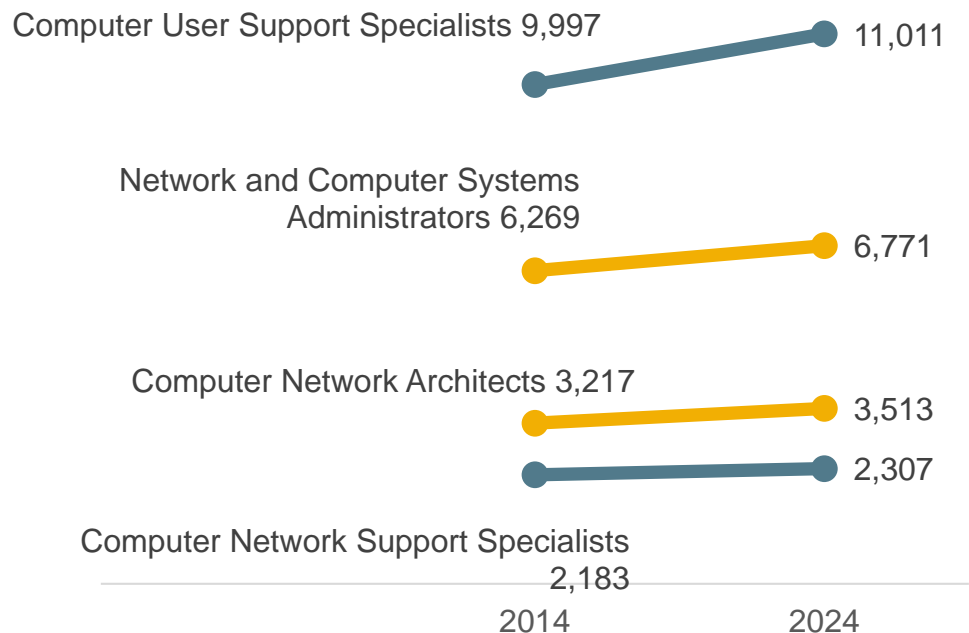 Computer User Support Specialists 9,997
11,011
Network and Computer Systems
Administrators 6,269
6,771
Computer Network Architects 3,217
3,513
2,307
Computer Network Support Specialists
2,183
2014
2024